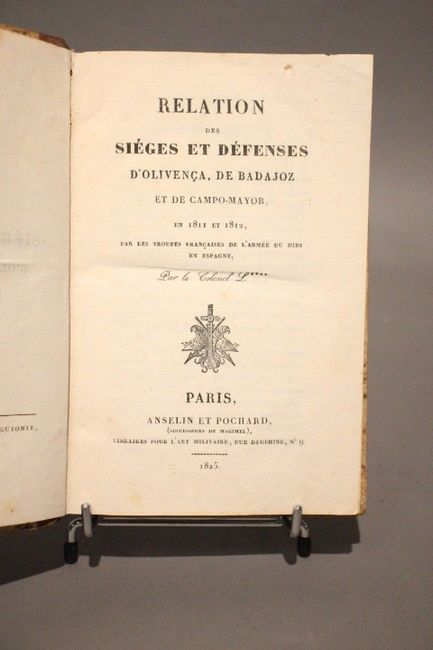 RELATION
DES
SIÉGES ET DÉFENSES
D'OLIVENÇA, DE BADAJOZ
ET DE CAMPO-MAYOR,
EN 1811 ET 1812,
PAR LES TROUPES FRANÇAISES DE L'ARMÉE DU MIDI
EN ESPAGNE,
Par le Colonel L****.
PARIS,
ANSELIN ET POCHARD,
(SUCCESSEURS DE MAGIMEL),
LIBRAIRES POUR L'ART MILITAIRE, RUE DAUPHINE, Nº 9.
1825.
GUIONIE,